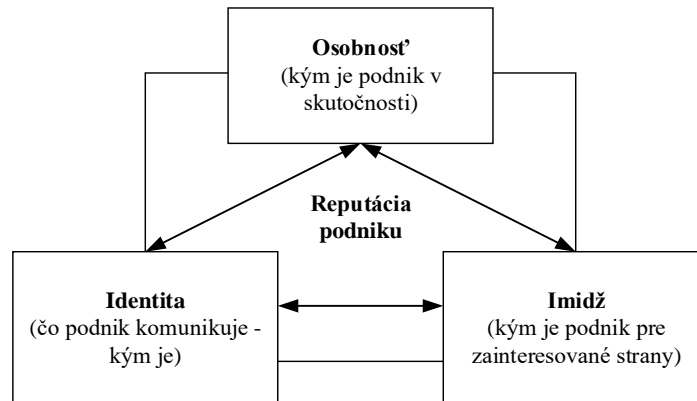 Osobnosť
(kým je podnik v
skutočnosti)
Reputácia
podniku
Identita
(čo podnik komunikuje -
kým je)
Imidž
(kým je podnik pre
zainteresované strany)